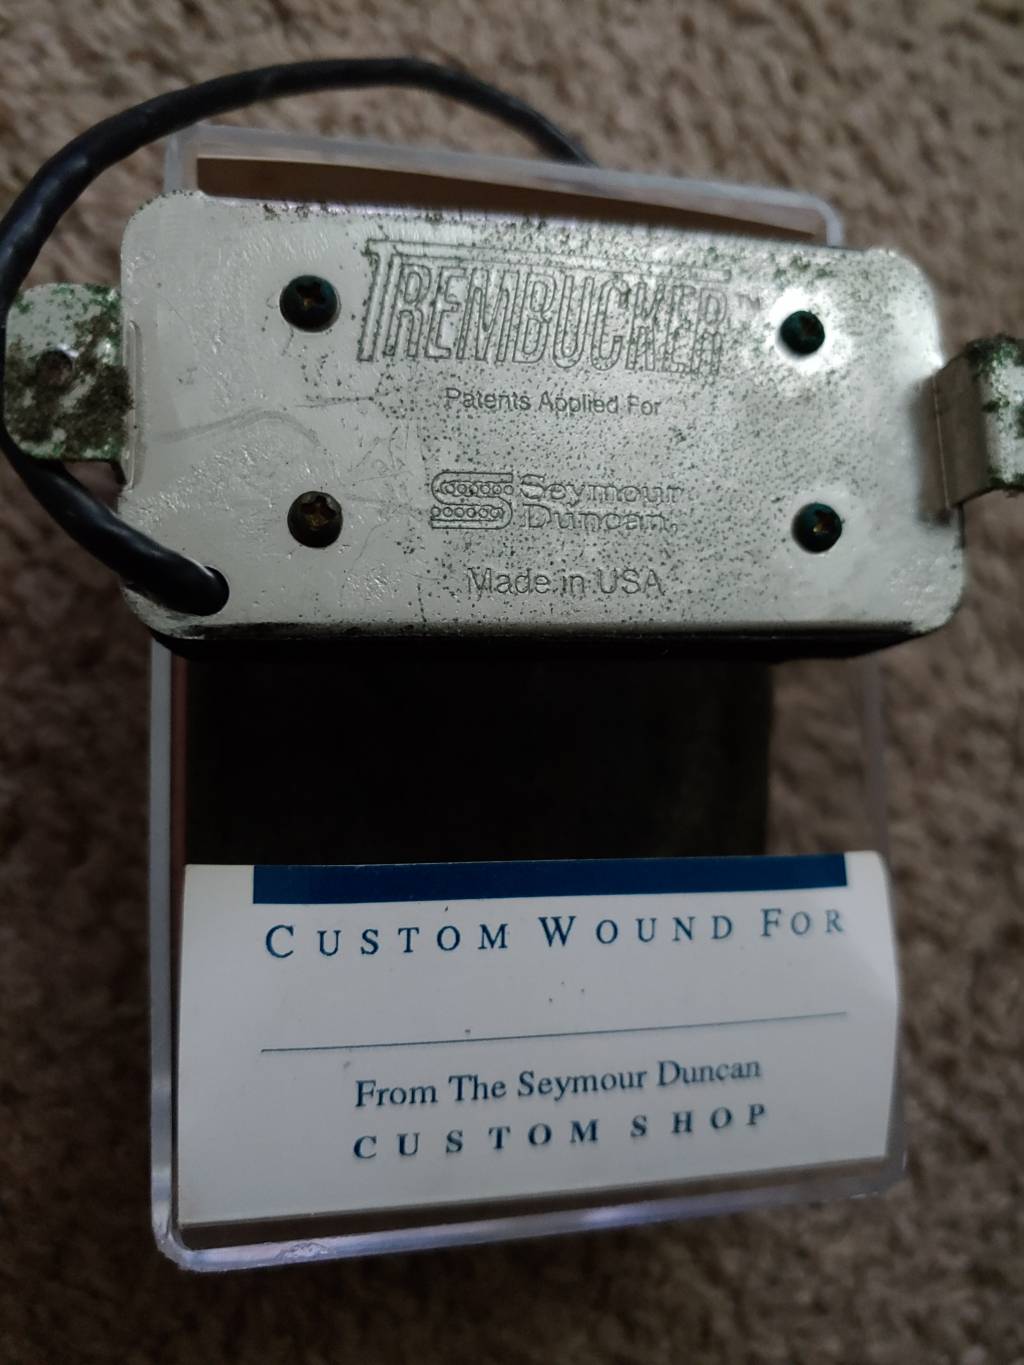 TREMBUCKER™
Patents Applied For
Seymour
Duncan®
Made in USA
CUSTOM WOUND FOR
From The Seymour Duncan
CUSTOM SHOP